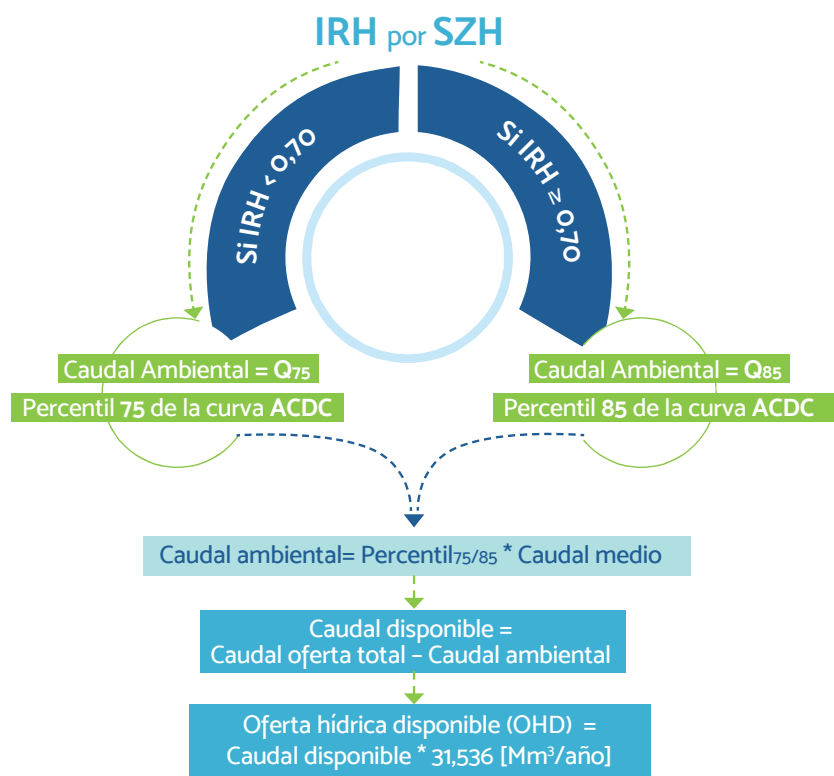 IRH por SZH
Si IRH < 0,70
Si IRH ≥ 0,70
Caudal Ambiental = Q75
Percentil 75 de la curva ACDC
Caudal Ambiental = Q85
Percentil 85 de la curva ACDC
Caudal ambiental= Percentil75/85 * Caudal medio
Caudal disponible =
Caudal oferta total – Caudal ambiental
Oferta hídrica disponible (OHD) =
Caudal disponible * 31,536 [Mm³/año]